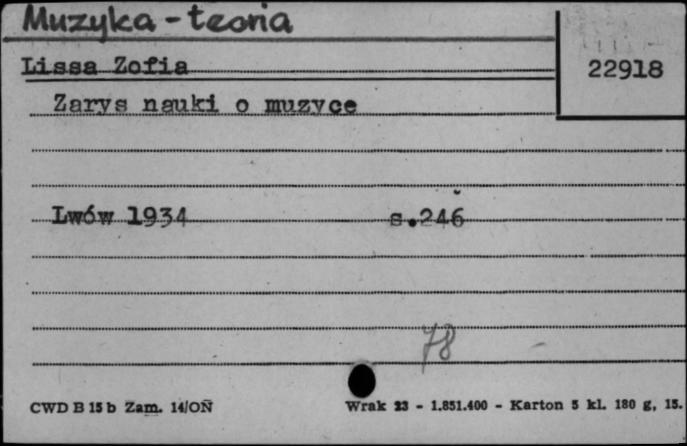 Muzyka - teoria
Lissa Zofia
22918
Zarys nauki o muzyce
Lwów 1934 s.246
78
CWD B 15 b Zam. 14/OŃ Wrak 23 - 1.851.400 - Karton 5 kl. 180 g, 15.